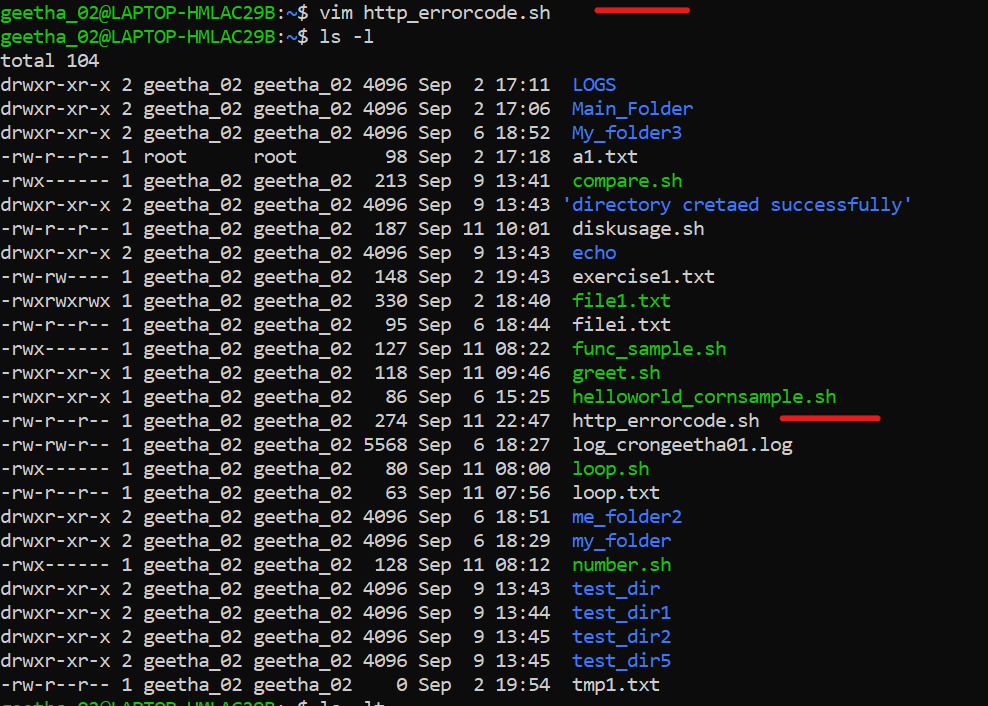 geetha_02@LAPTOP-HMLAC29B:~$ vim http_errorcode.sh
geetha_02@LAPTOP-HMLAC29B:~$ ls -l
total 104
drwxr-xr-x 2 geetha_02 geetha_02 4096 Sep  2 17:11  LOGS
drwxr-xr-x 2 geetha_02 geetha_02 4096 Sep  2 17:06  Main_Folder
drwxr-xr-x 2 geetha_02 geetha_02 4096 Sep  6 18:52  My_folder3
-rw-r--r-- 1 root      root        98 Sep  2 17:18  a1.txt
-rwx------ 1 geetha_02 geetha_02  213 Sep  9 13:41  compare.sh
drwxr-xr-x 2 geetha_02 geetha_02 4096 Sep  9 13:43 'directory cretaed successfully'
-rw-r--r-- 1 geetha_02 geetha_02  187 Sep 11 10:01  diskusage.sh
drwxr-xr-x 2 geetha_02 geetha_02 4096 Sep  9 13:43  echo
-rw-rw---- 1 geetha_02 geetha_02  148 Sep  2 19:43  exercise1.txt
-rwxrwxrwx 1 geetha_02 geetha_02  330 Sep  2 18:40  file1.txt
-rw-r--r-- 1 geetha_02 geetha_02   95 Sep  6 18:44  filei.txt
-rwx------ 1 geetha_02 geetha_02  127 Sep 11 08:22  func_sample.sh
-rwxr-xr-x 1 geetha_02 geetha_02  118 Sep 11 09:46  greet.sh
-rwxr-xr-x 1 geetha_02 geetha_02   86 Sep  6 15:25  helloworld_cornsample.sh
-rw-r--r-- 1 geetha_02 geetha_02  274 Sep 11 22:47  http_errorcode.sh
-rw-rw-r-- 1 geetha_02 geetha_02 5568 Sep  6 18:27  log_crongeetha01.log
-rwx------ 1 geetha_02 geetha_02   80 Sep 11 08:00  loop.sh
-rw-r--r-- 1 geetha_02 geetha_02   63 Sep 11 07:56  loop.txt
drwxr-xr-x 2 geetha_02 geetha_02 4096 Sep  6 18:51  me_folder2
drwxr-xr-x 2 geetha_02 geetha_02 4096 Sep  6 18:29  my_folder
-rwx------ 1 geetha_02 geetha_02  128 Sep 11 08:12  number.sh
drwxr-xr-x 2 geetha_02 geetha_02 4096 Sep  9 13:43  test_dir
drwxr-xr-x 2 geetha_02 geetha_02 4096 Sep  9 13:44  test_dir1
drwxr-xr-x 2 geetha_02 geetha_02 4096 Sep  9 13:45  test_dir2
drwxr-xr-x 2 geetha_02 geetha_02 4096 Sep  9 13:45  test_dir5
-rw-r--r-- 1 geetha_02 geetha_02    0 Sep  2 19:54  tmp1.txt
geetha_02@LAPTOP-HMLAC29B:~$ ls -lt